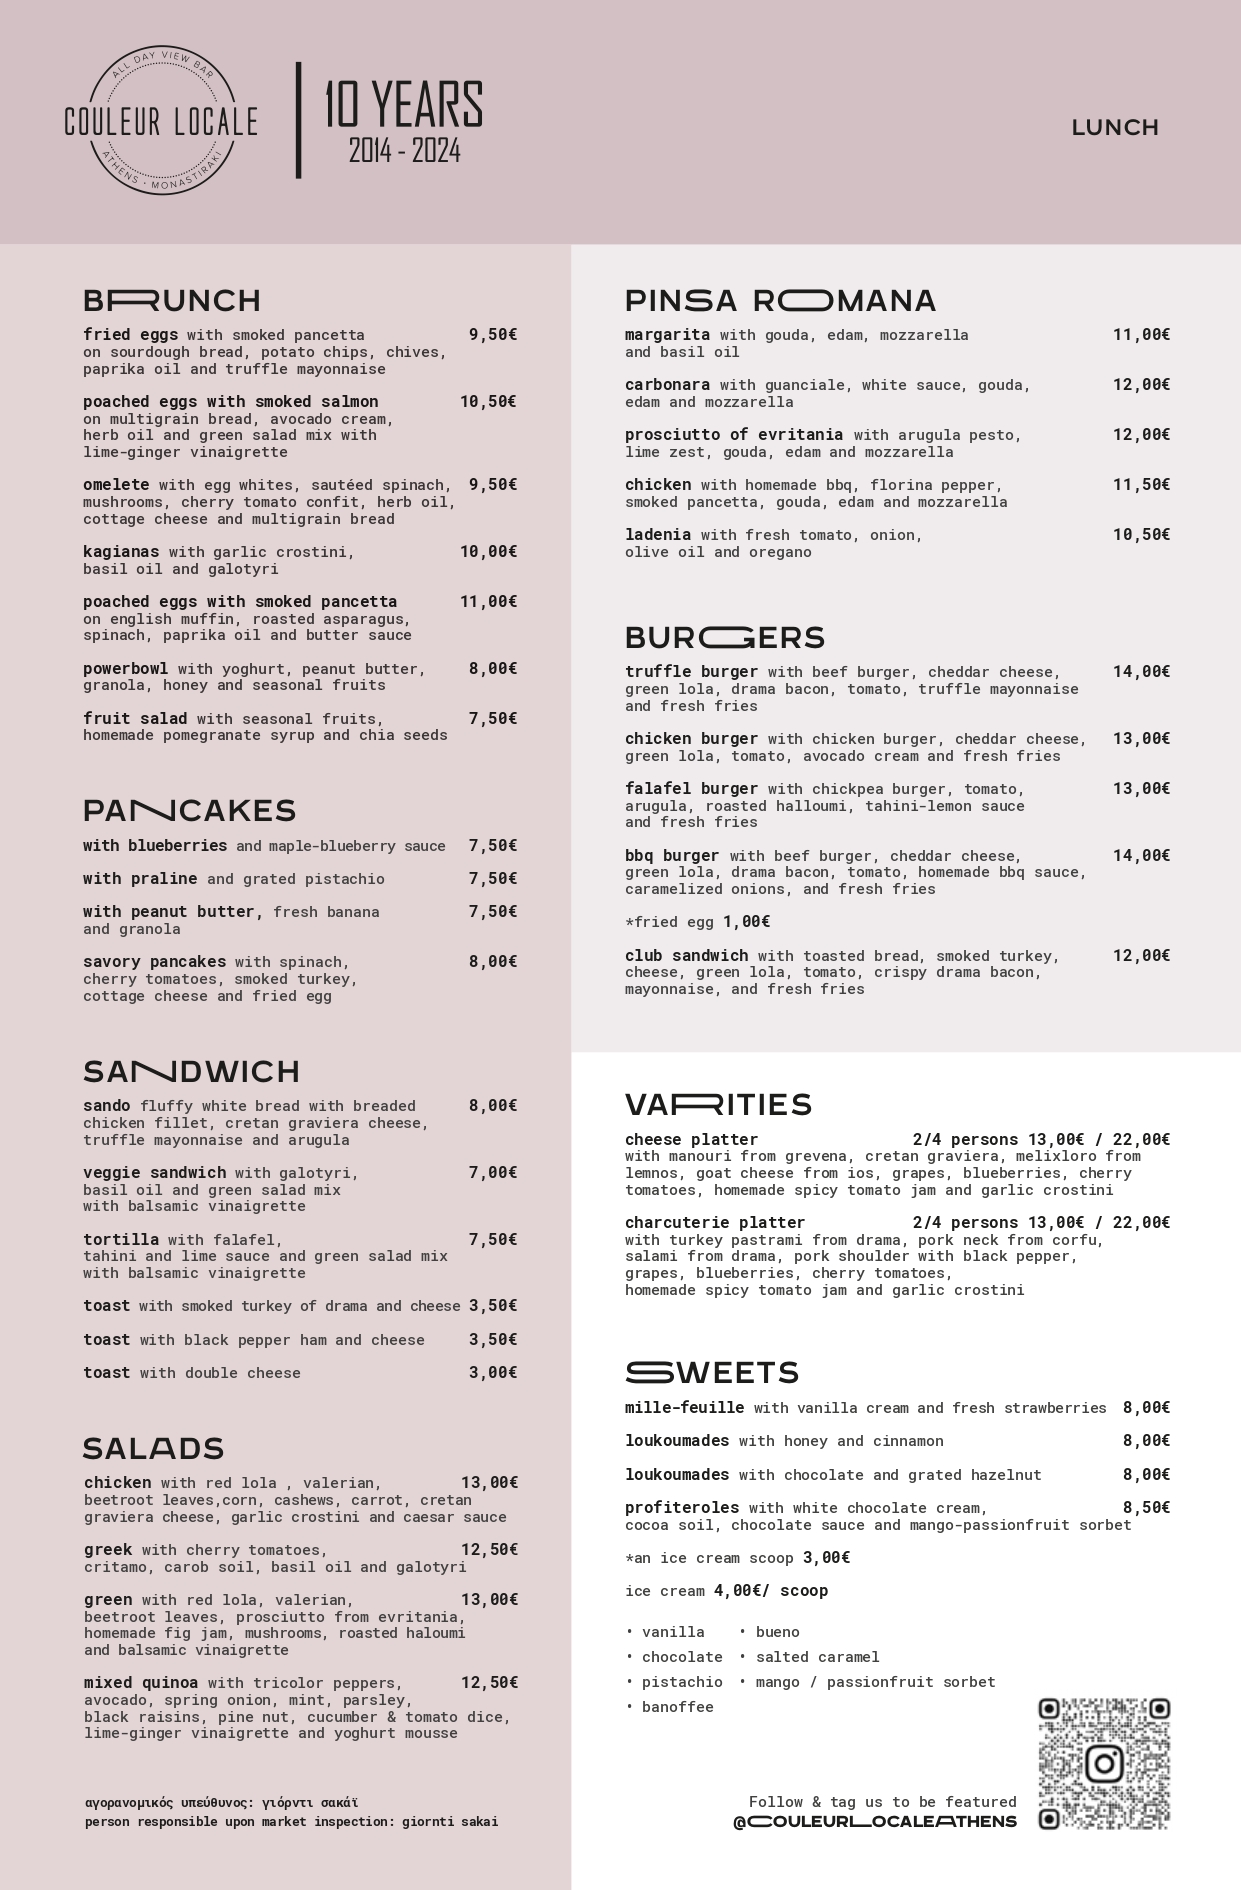 ALL DAY VIEW BAR
COULEUR LOCALE
ATHENS · MONASTIRAKI
10 YEARS
2014 - 2024
LUNCH
BRUNCH
fried eggs with smoked pancetta 9,50€
on sourdough bread, potato chips, chives,
paprika oil and truffle mayonnaise
poached eggs with smoked salmon 10,50€
on multigrain bread, avocado cream,
herb oil and green salad mix with
lime-ginger vinaigrette
omelete with egg whites, sautéed spinach, 9,50€
mushrooms, cherry tomato confit, herb oil,
cottage cheese and multigrain bread
kagianas with garlic crostini, 10,00€
basil oil and galotyri
poached eggs with smoked pancetta 11,00€
on english muffin, roasted asparagus,
spinach, paprika oil and butter sauce
powerbowl with yoghurt, peanut butter, 8,00€
granola, honey and seasonal fruits
fruit salad with seasonal fruits, 7,50€
homemade pomegranate syrup and chia seeds
PANCAKES
with blueberries and maple-blueberry sauce 7,50€
with praline and grated pistachio 7,50€
with peanut butter, fresh banana 7,50€
and granola
savory pancakes with spinach, 8,00€
cherry tomatoes, smoked turkey,
cottage cheese and fried egg
SANDWICH
sando fluffy white bread with breaded 8,00€
chicken fillet, cretan graviera cheese,
truffle mayonnaise and arugula
veggie sandwich with galotyri, 7,00€
basil oil and green salad mix
with balsamic vinaigrette
tortilla with falafel, 7,50€
tahini and lime sauce and green salad mix
with balsamic vinaigrette
toast with smoked turkey of drama and cheese 3,50€
toast with black pepper ham and cheese 3,50€
toast with double cheese 3,00€
SALADS
chicken with red lola , valerian, 13,00€
beetroot leaves,corn, cashews, carrot, cretan
graviera cheese, garlic crostini and caesar sauce
greek with cherry tomatoes, 12,50€
critamo, carob soil, basil oil and galotyri
green with red lola, valerian, 13,00€
beetroot leaves, prosciutto from evritania,
homemade fig jam, mushrooms, roasted haloumi
and balsamic vinaigrette
mixed quinoa with tricolor peppers, 12,50€
avocado, spring onion, mint, parsley,
black raisins, pine nut, cucumber & tomato dice,
lime-ginger vinaigrette and yoghurt mousse
αγορανομικός υπεύθυνος: γιόρντι σακάϊ
person responsible upon market inspection: giornti sakai
PINSA ROMANA
margarita with gouda, edam, mozzarella 11,00€
and basil oil
carbonara with guanciale, white sauce, gouda, 12,00€
edam and mozzarella
prosciutto of evritania with arugula pesto, 12,00€
lime zest, gouda, edam and mozzarella
chicken with homemade bbq, florina pepper, 11,50€
smoked pancetta, gouda, edam and mozzarella
ladenia with fresh tomato, onion, 10,50€
olive oil and oregano
BURGERS
truffle burger with beef burger, cheddar cheese, 14,00€
green lola, drama bacon, tomato, truffle mayonnaise
and fresh fries
chicken burger with chicken burger, cheddar cheese, 13,00€
green lola, tomato, avocado cream and fresh fries
falafel burger with chickpea burger, tomato, 13,00€
arugula, roasted halloumi, tahini-lemon sauce
and fresh fries
bbq burger with beef burger, cheddar cheese, 14,00€
green lola, drama bacon, tomato, homemade bbq sauce,
caramelized onions, and fresh fries
*fried egg 1,00€
club sandwich with toasted bread, smoked turkey, 12,00€
cheese, green lola, tomato, crispy drama bacon,
mayonnaise, and fresh fries
VARITIES
cheese platter 2/4 persons 13,00€ / 22,00€
with manouri from grevena, cretan graviera, melixloro from
lemnos, goat cheese from ios, grapes, blueberries, cherry
tomatoes, homemade spicy tomato jam and garlic crostini
charcuterie platter 2/4 persons 13,00€ / 22,00€
with turkey pastrami from drama, pork neck from corfu,
salami from drama, pork shoulder with black pepper,
grapes, blueberries, cherry tomatoes,
homemade spicy tomato jam and garlic crostini
SWEETS
mille-feuille with vanilla cream and fresh strawberries 8,00€
loukoumades with honey and cinnamon 8,00€
loukoumades with chocolate and grated hazelnut 8,00€
profiteroles with white chocolate cream, 8,50€
cocoa soil, chocolate sauce and mango-passionfruit sorbet
*an ice cream scoop 3,00€
ice cream 4,00€/ scoop
• vanilla • bueno
• chocolate • salted caramel
• pistachio • mango / passionfruit sorbet
• banoffee
Follow & tag us to be featured
@COULEURLOCALEATHENS